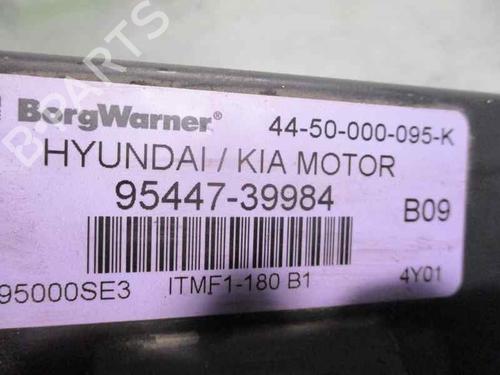 BorgWarner® 44-50-000-095-K
HYUNDAI / KIA MOTOR
95447-39984 B09
95000SE3 ITMF1-180 B1 4Y01